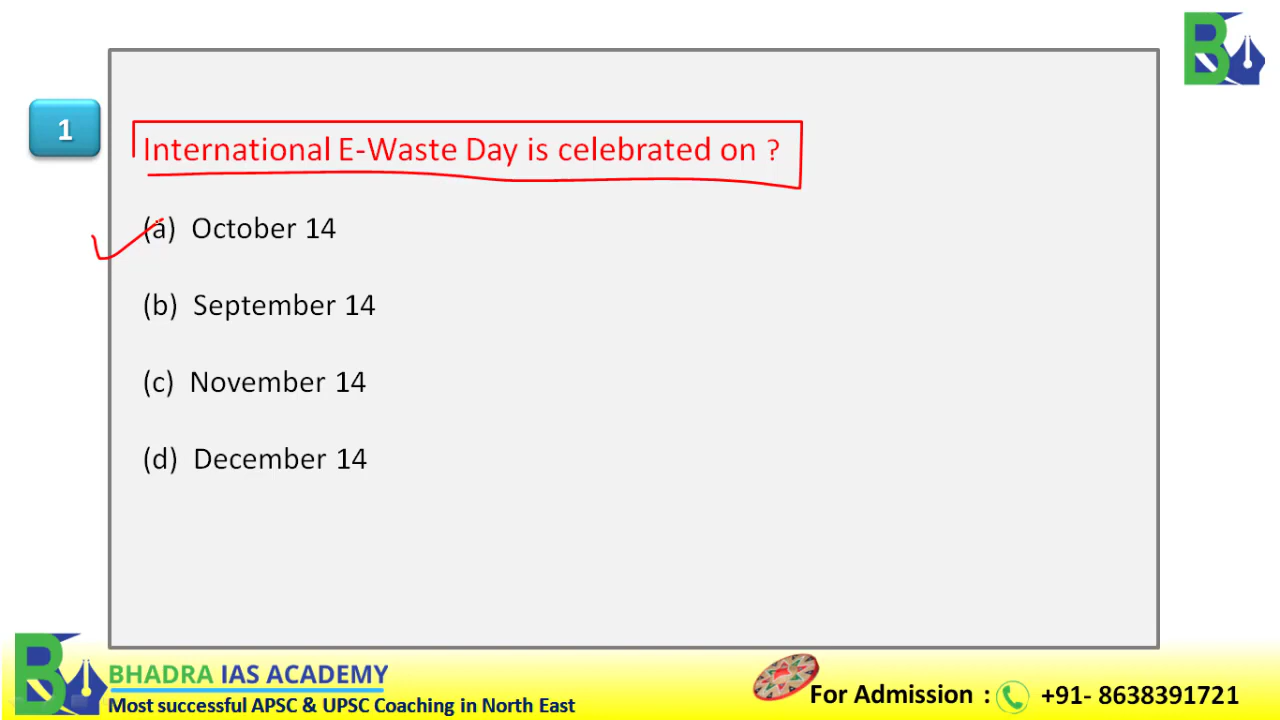 1
International E-Waste Day is celebrated on ?
(a) October 14
(b) September 14
(c) November 14
(d) December 14
BHADRA IAS ACADEMY
Most successful APSC & UPSC Coaching in North East
For Admission : +91- 8638391721